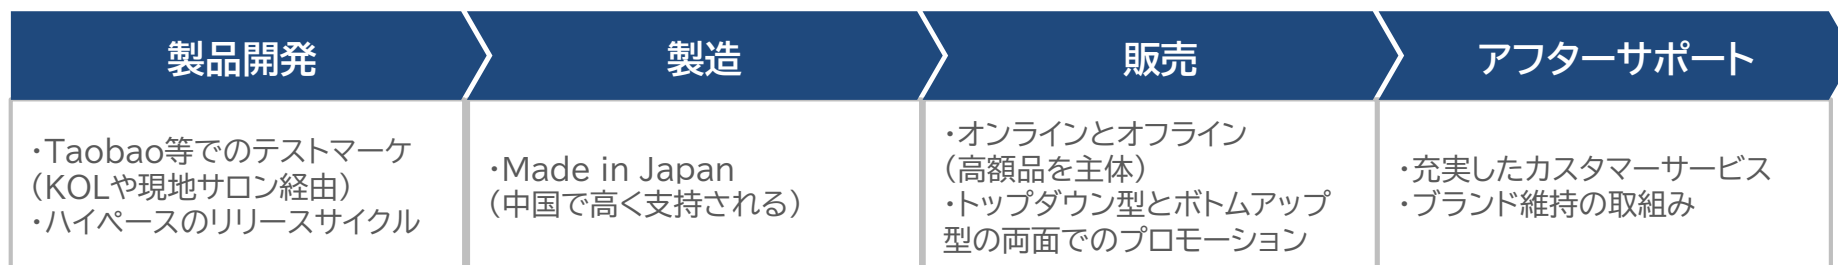 製品開発
製造
販売
アフターサポート
・Taobao等でのテストマーケ
（KOLや現地サロン経由）
・ハイペースのリリースサイクル
・Made in Japan
（中国で高く支持される）
・オンラインとオフライン
（高額品を主体）
・トップダウン型とボトムアップ
型の両面でのプロモーション
・充実したカスタマーサービス
・ブランド維持の取組み